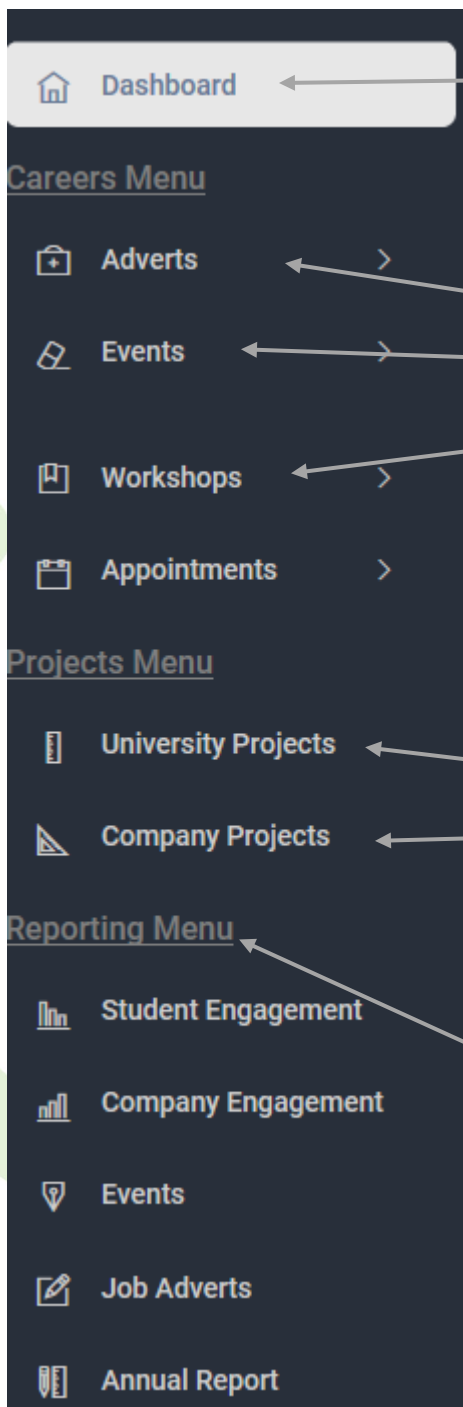 Dashboard
Careers Menu
Adverts
Events
Workshops
Appointments
Projects Menu
University Projects
Company Projects
Reporting Menu
Student Engagement
Company Engagement
Events
Job Adverts
Annual Report